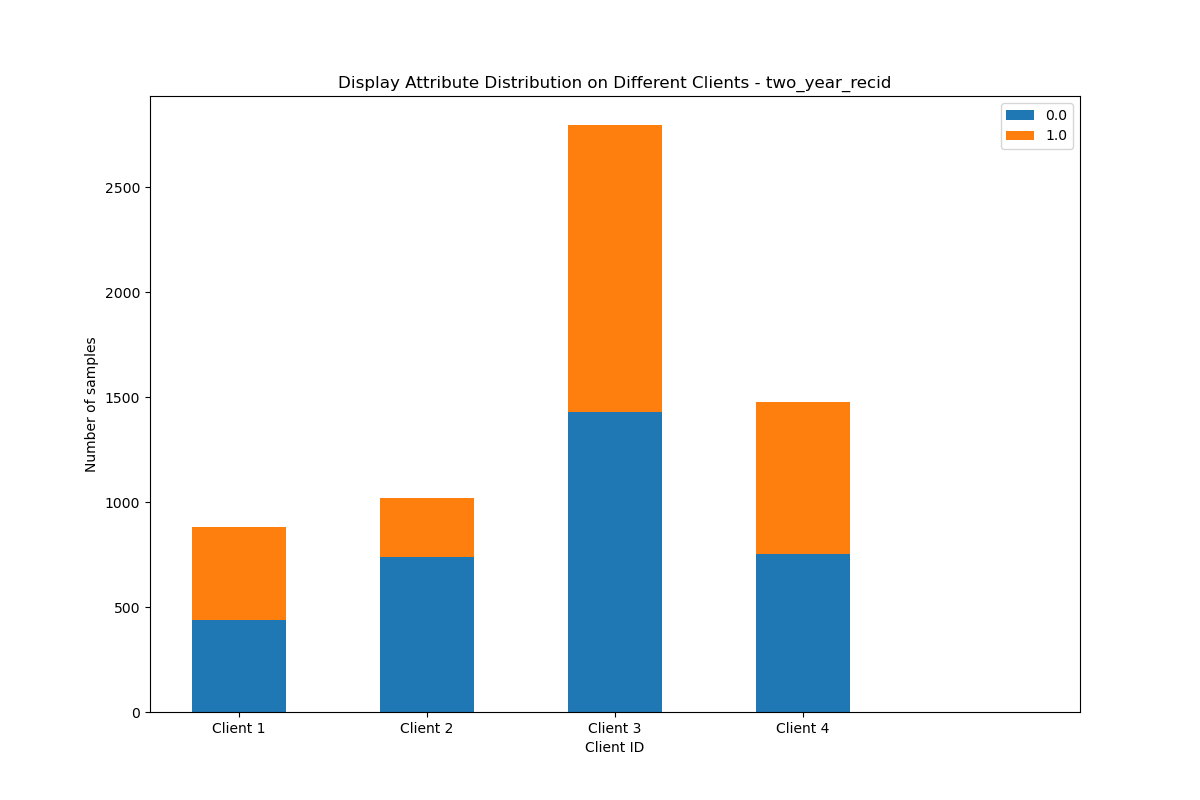 Display Attribute Distribution on Different Clients - two_year_recid
0.0
1.0
Number of samples
2500
2000
1500
1000
500
0
Client 1
Client 2
Client 3
Client 4
Client ID